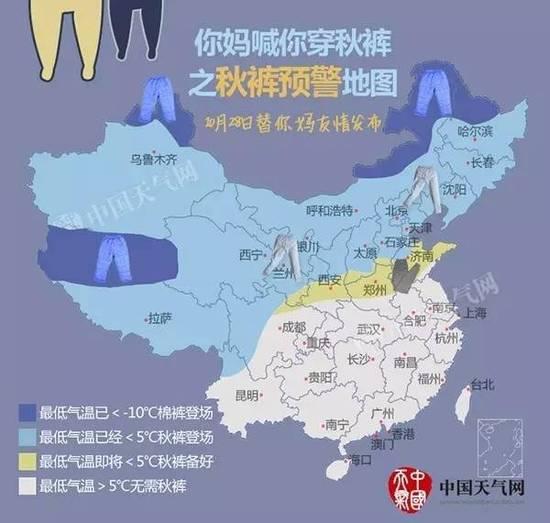 你妈喊你穿秋裤
之秋裤预警地图
10月28日替你妈友情发布
哈尔滨
乌鲁木齐
长春
沈阳
呼和浩特
北京
天津
银川
石家庄
西宁
太原
济南
兰州
西安
郑州
拉萨
南京
上海
成都
武汉
合肥
重庆
杭州
长沙
南昌
贵阳
福州
昆明
台北
广州
南宁
香港
澳门
海口
最低气温已<-10℃棉裤登场
最低气温已经<5℃秋裤登场
最低气温即将<5℃秋裤备好
最低气温>5℃无需秋裤
中国天气网
中国天气网
中国天气网